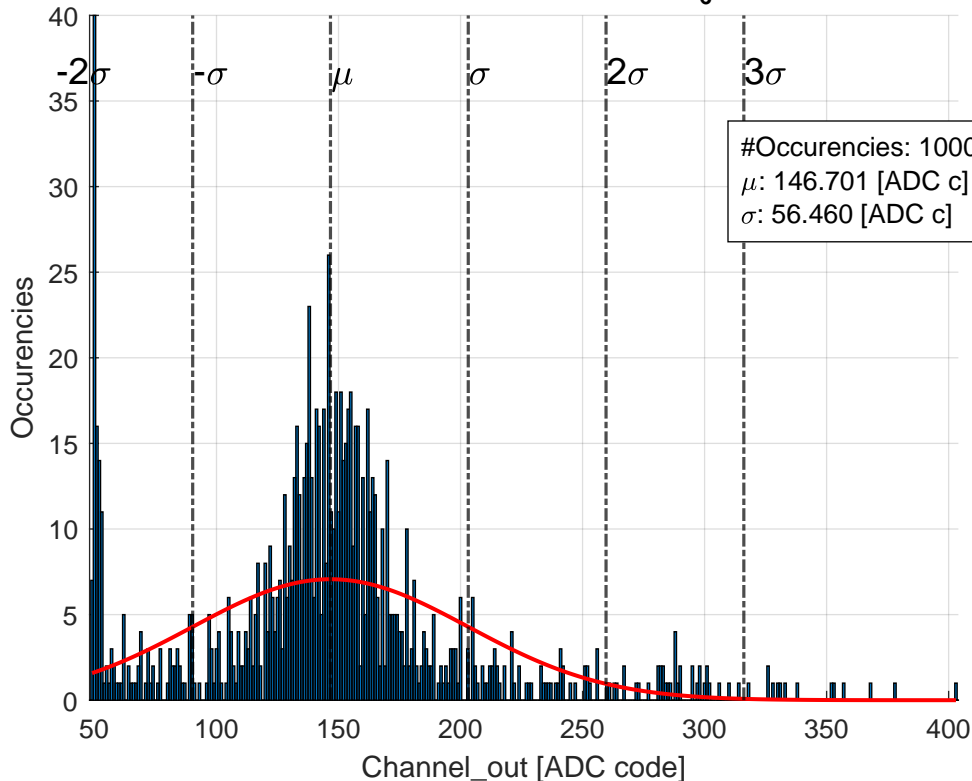 0
40
35
30
25
20
15
10
5
0
Occurencies
-2σ
-σ
μ
σ
2σ
3σ
#Occurencies: 1000
μ: 146.701 [ADC c]
σ: 56.460 [ADC c]
50 100 150 200 250 300 350 400
Channel_out [ADC code]